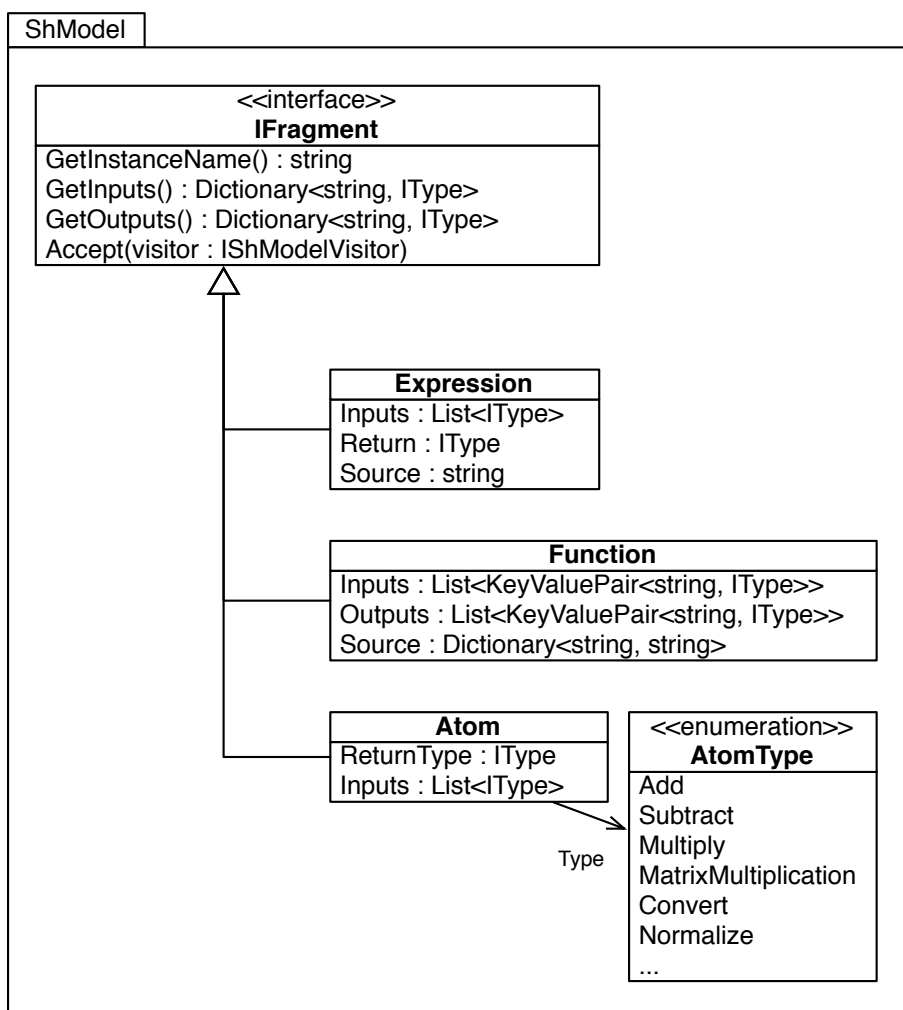 ShModel
<<interface>>
IFragment
GetInstanceName() : string
GetInputs() : Dictionary<string, IType>
GetOutputs() : Dictionary<string, IType>
Accept(visitor : IShModelVisitor)
Expression
Inputs : List<IType>
Return : IType
Source : string
Function
Inputs : List<KeyValuePair<string, IType>>
Outputs : List<KeyValuePair<string, IType>>
Source : Dictionary<string, string>
Atom
ReturnType : IType
Inputs : List<IType>
Type
<<enumeration>>
AtomType
Add
Subtract
Multiply
MatrixMultiplication
Convert
Normalize
...